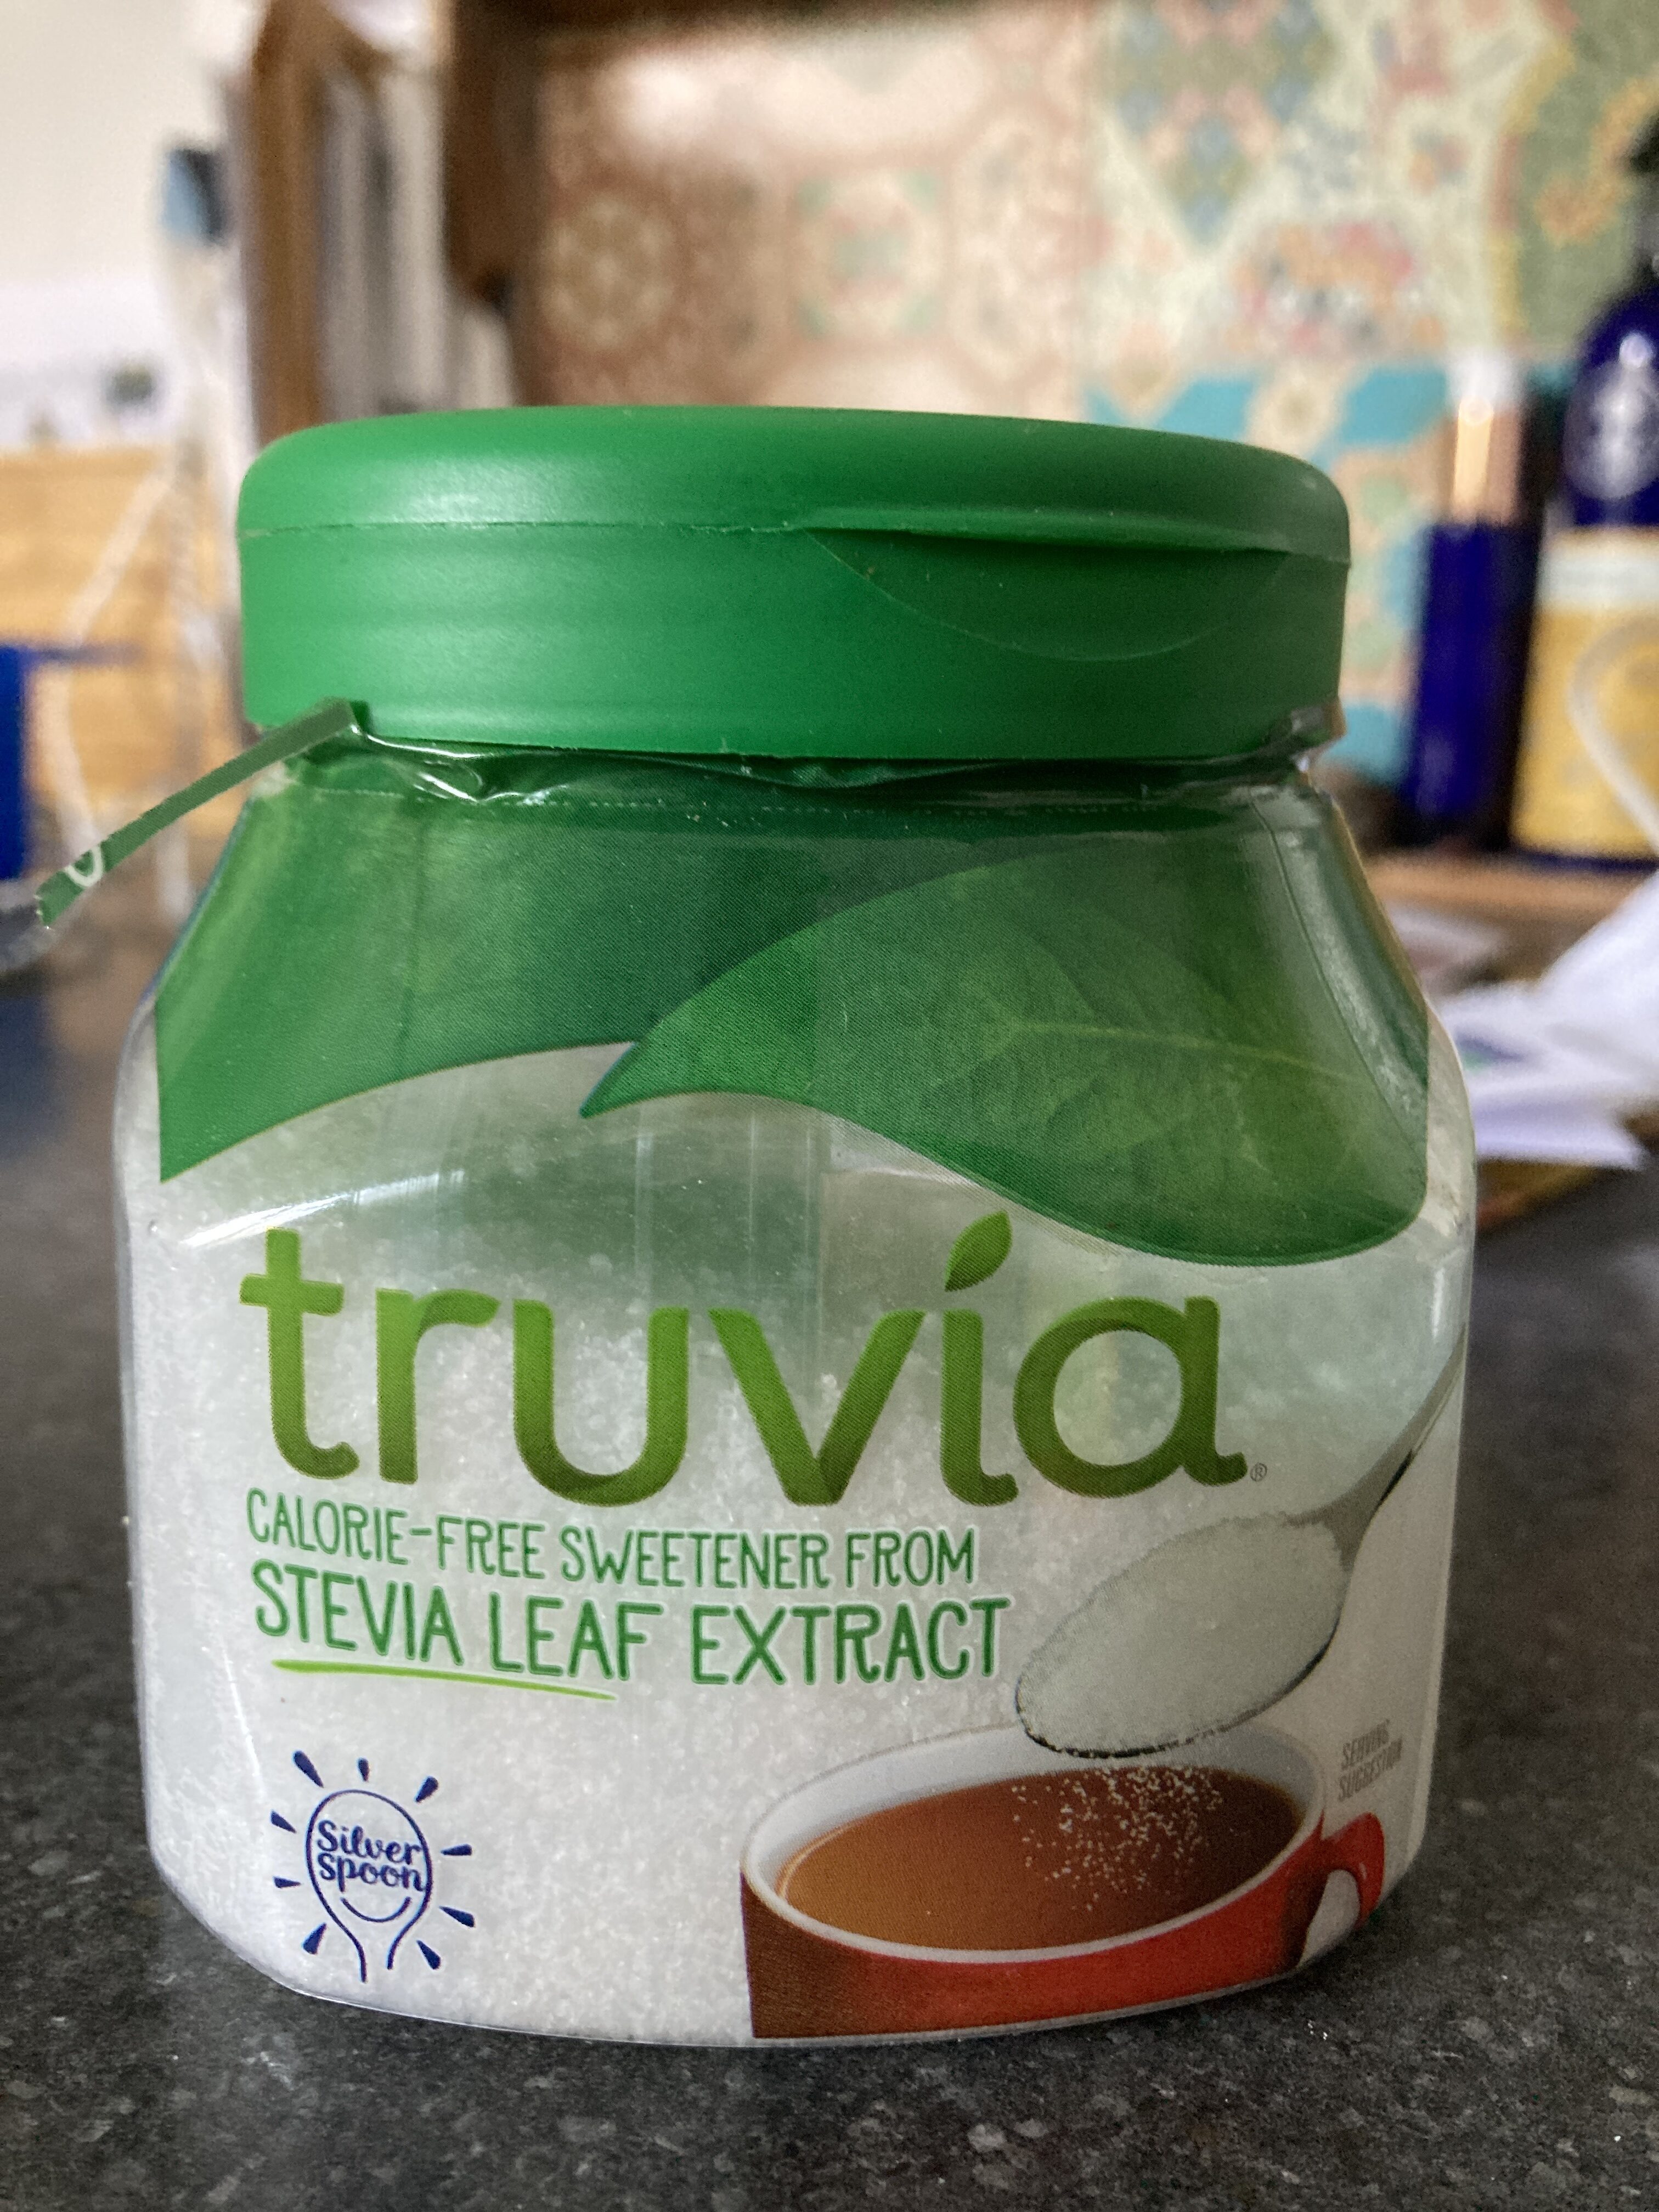 truvia®
CALORIE-FREE SWEETENER FROM
STEVIA LEAF EXTRACT
SERVING
SUGGESTION
Silver
Spoon